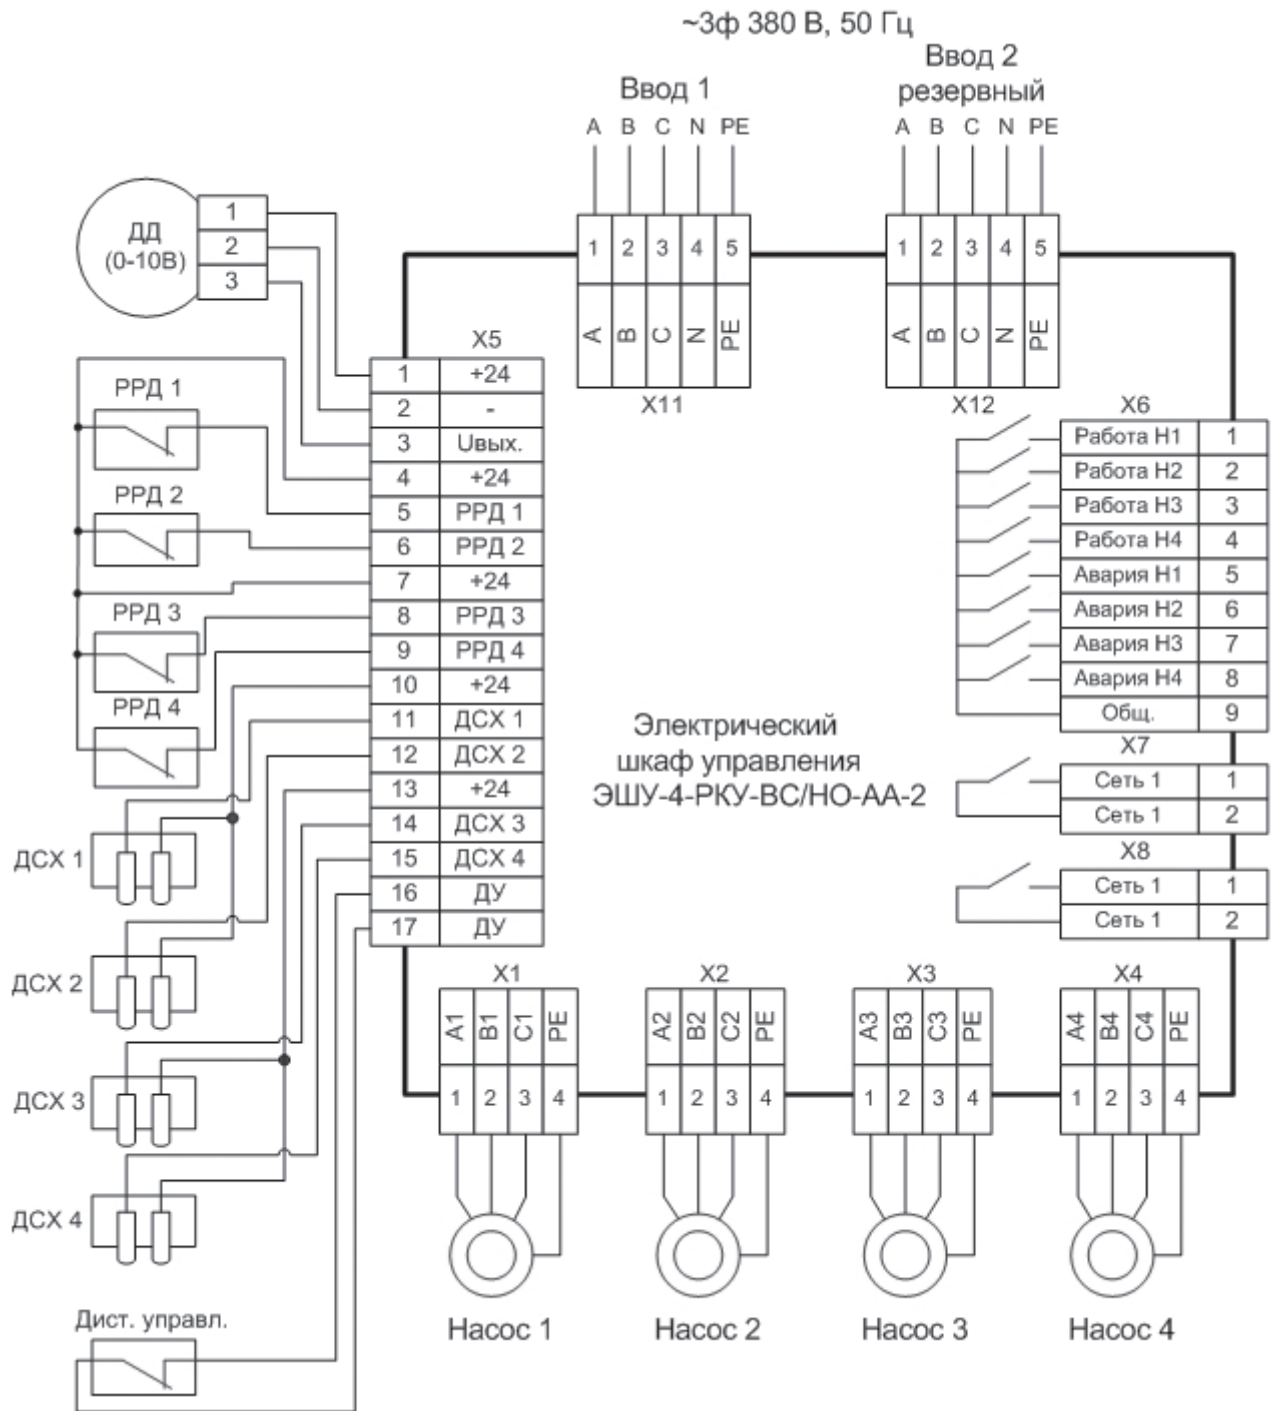 ~3ф 380 В, 50 Гц
Ввод 1
Ввод 2
резервный
A B C N PE
A B C N PE
ДД
(0-10В)
1
2
3
1 2 3 4 5
A B C N PE
X11
1 2 3 4 5
A B C N PE
X12
X5
1 +24
2 -
3 Uвых.
4 +24
5 РРД 1
6 РРД 2
7 +24
8 РРД 3
9 РРД 4
10 +24
11 ДСХ 1
12 ДСХ 2
13 +24
14 ДСХ 3
15 ДСХ 4
16 ДУ
17 ДУ
РРД 1
РРД 2
РРД 3
РРД 4
ДСХ 1
ДСХ 2
ДСХ 3
ДСХ 4
Дист. управл.
Электрический
шкаф управления
ЭШУ-4-РКУ-ВС/НО-АА-2
X6
Работа Н1 1
Работа Н2 2
Работа Н3 3
Работа Н4 4
Авария Н1 5
Авария Н2 6
Авария Н3 7
Авария Н4 8
Общ. 9
X7
Сеть 1 1
Сеть 1 2
X8
Сеть 1 1
Сеть 1 2
X1
A1 B1 C1 PE
1 2 3 4
X2
A2 B2 C2 PE
1 2 3 4
X3
A3 B3 C3 PE
1 2 3 4
X4
A4 B4 C4 PE
1 2 3 4
Насос 1
Насос 2
Насос 3
Насос 4